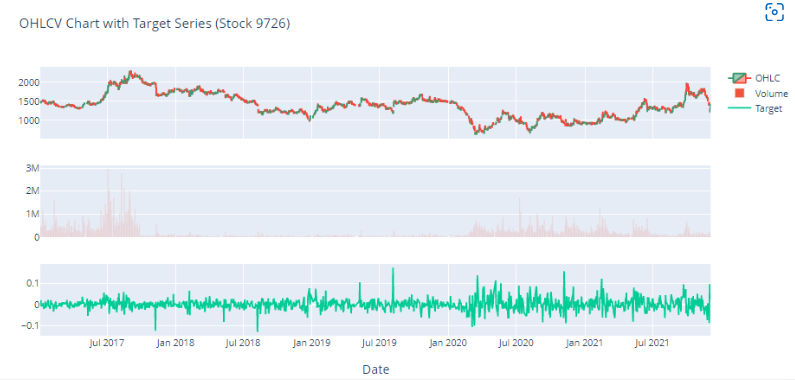 OHLCV Chart with Target Series (Stock 9726)
2000
1500
1000
OHLC
Volume
Target
3M
2M
1M
0
0.1
0
−0.1
Jul 2017
Jan 2018
Jul 2018
Jan 2019
Jul 2019
Jan 2020
Jul 2020
Jan 2021
Jul 2021
Date